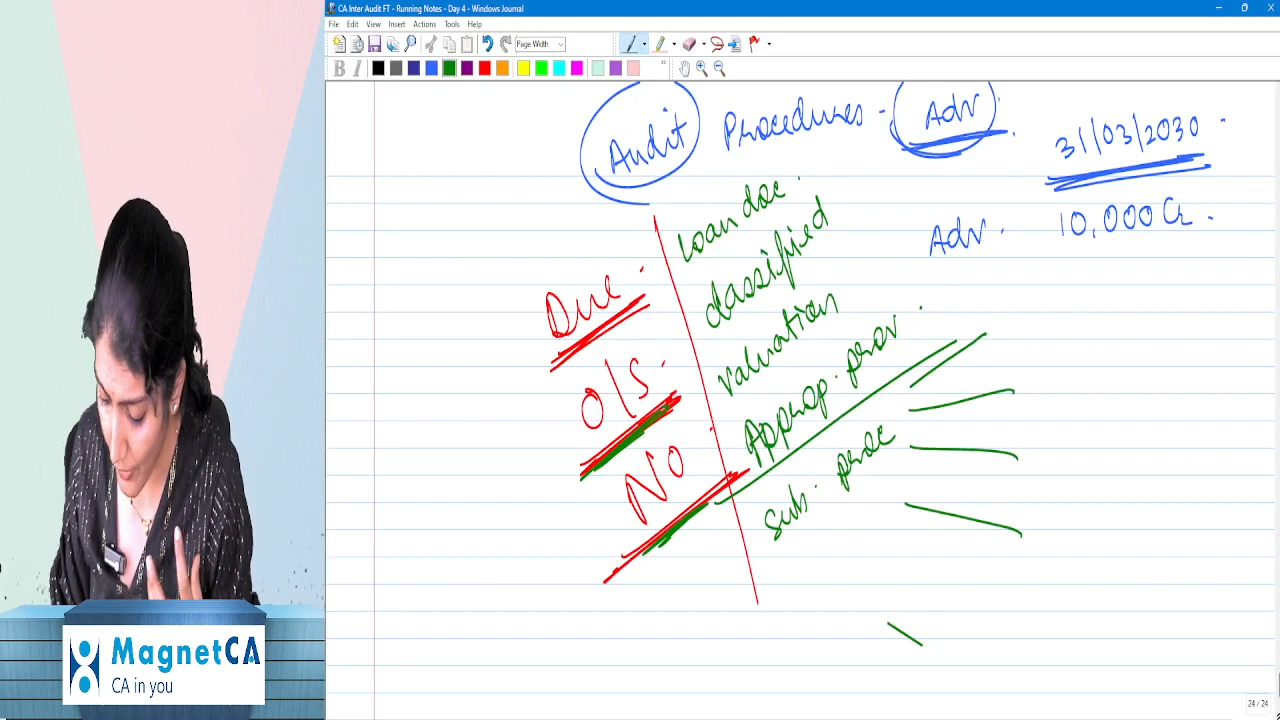 CA Inter Audit FT - Running Notes - Day 4 - Windows Journal
File Edit View Insert Actions Tools Help
Page Width
B I
Audit Procedures - Adv.
31/03/2030.
Adv. 10,000 Cr.
Due.
O/S.
No.
Loan doc.
classified
valuation
Approp. prov.
sub. proc
MagnetCA
CA in you
24 / 24